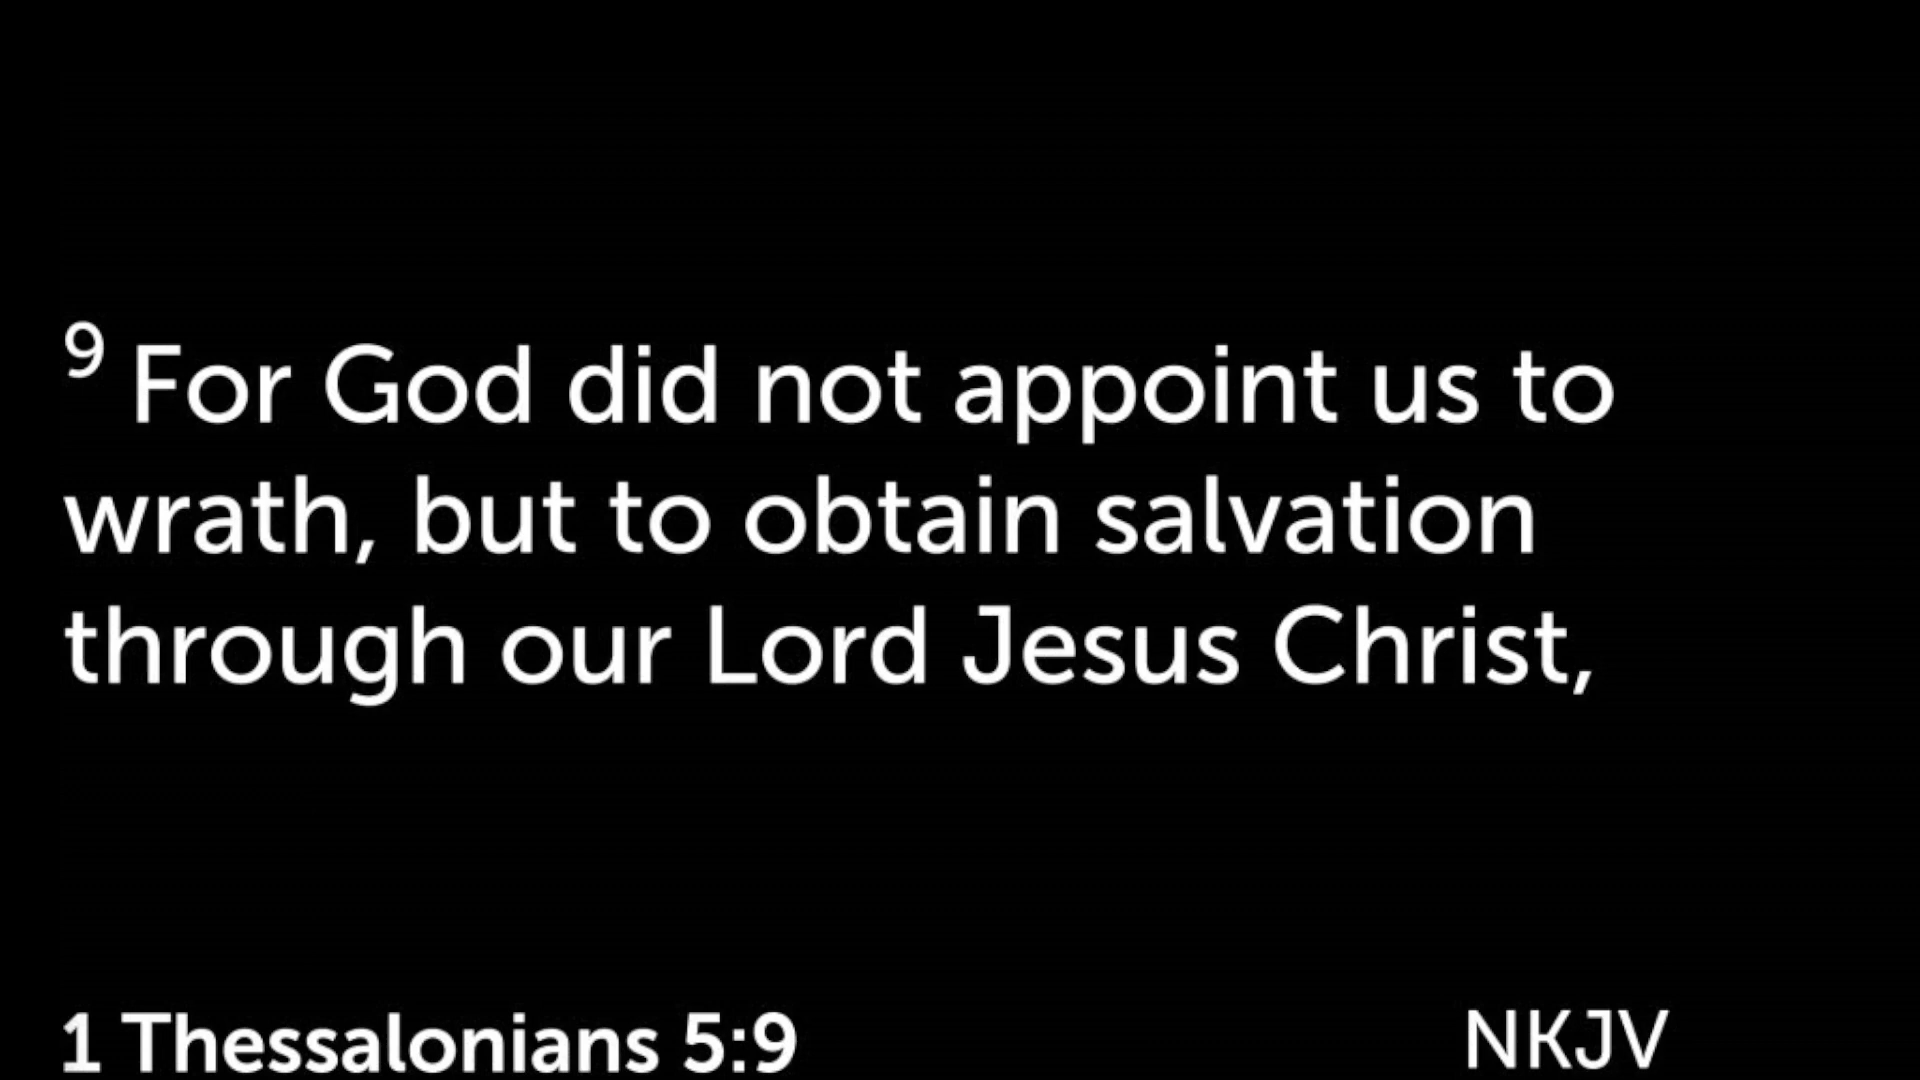 9 For God did not appoint us to
wrath, but to obtain salvation
through our Lord Jesus Christ,
1 Thessalonians 5:9
NKJV